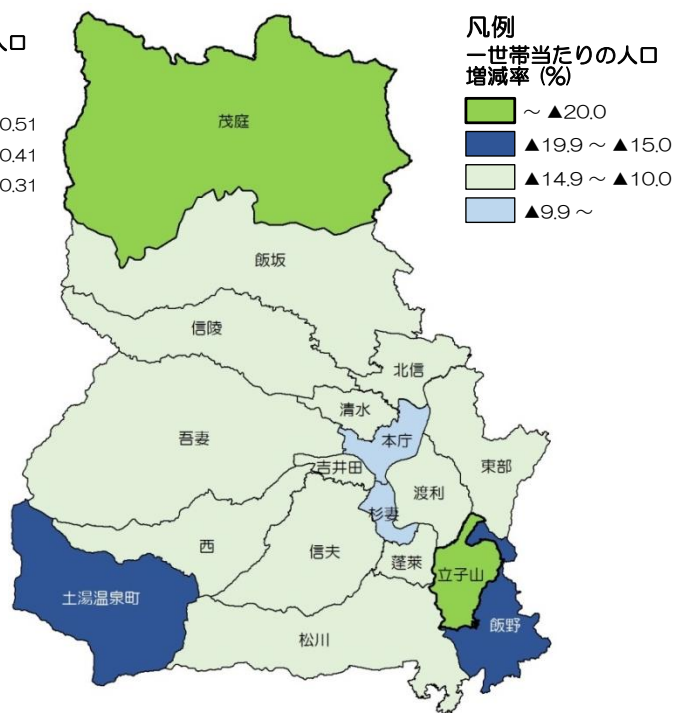 人口
0.51
0.41
0.31
凡例
一世帯当たりの人口
増減率 (%)
～ ▲20.0
▲19.9 ～ ▲15.0
▲14.9 ～ ▲10.0
▲9.9 ～
茂庭
飯坂
信陵
北信
清水
本庁
吾妻
吉井田
東部
渡利
杉妻
西
信夫
蓬莱
立子山
土湯温泉町
飯野
松川